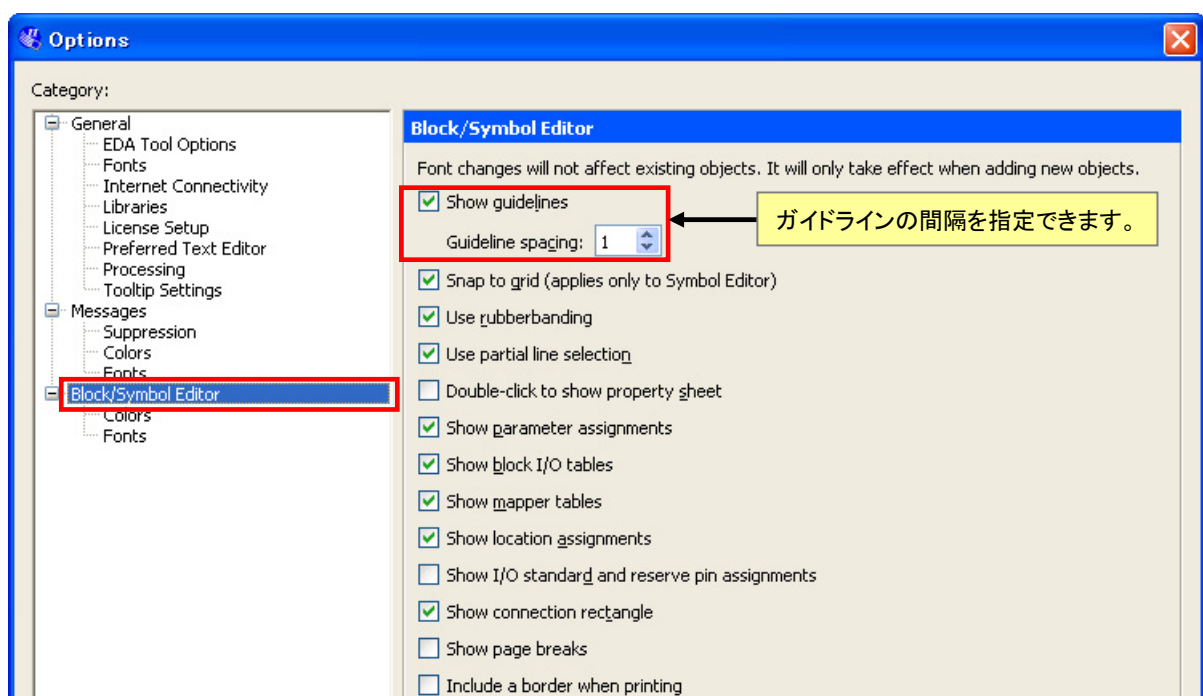 Options
Category:
General
EDA Tool Options
Fonts
Internet Connectivity
Libraries
License Setup
Preferred Text Editor
Processing
Tooltip Settings
Messages
Suppression
Colors
Fonts
Block/Symbol Editor
Colors
Fonts
Block/Symbol Editor
Font changes will not affect existing objects. It will only take effect when adding new objects.
Show guidelines
Guideline spacing: 1
ガイドラインの間隔を指定できます。
Snap to grid (applies only to Symbol Editor)
Use rubberbanding
Use partial line selection
Double-click to show property sheet
Show parameter assignments
Show block I/O tables
Show mapper tables
Show location assignments
Show I/O standard and reserve pin assignments
Show connection rectangle
Show page breaks
Include a border when printing